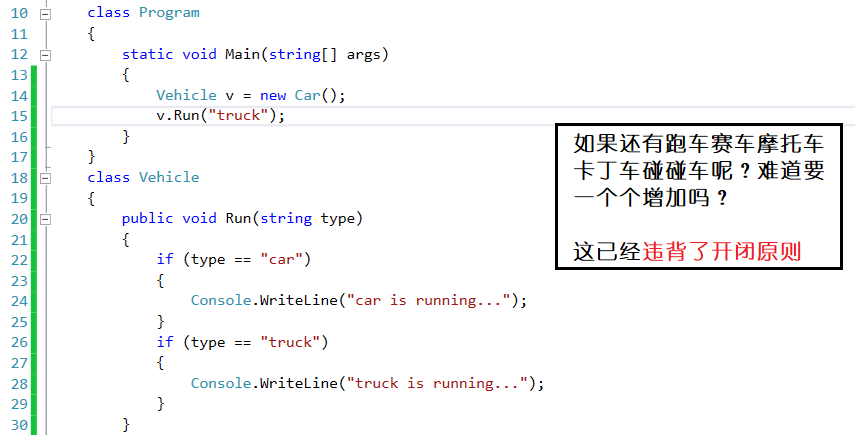 10 class Program
11 {
12 static void Main(string[] args)
13 {
14 Vehicle v = new Car();
15 v.Run("truck");
16 }
17 }
18 class Vehicle
19 {
20 public void Run(string type)
21 {
22 if (type == "car")
23 {
24 Console.WriteLine("car is running...");
25 }
26 if (type == "truck")
27 {
28 Console.WriteLine("truck is running...");
29 }
30 }
如果还有跑车赛车摩托车
卡丁车碰碰车呢？难道要
一个个增加吗？
这已经违背了开闭原则